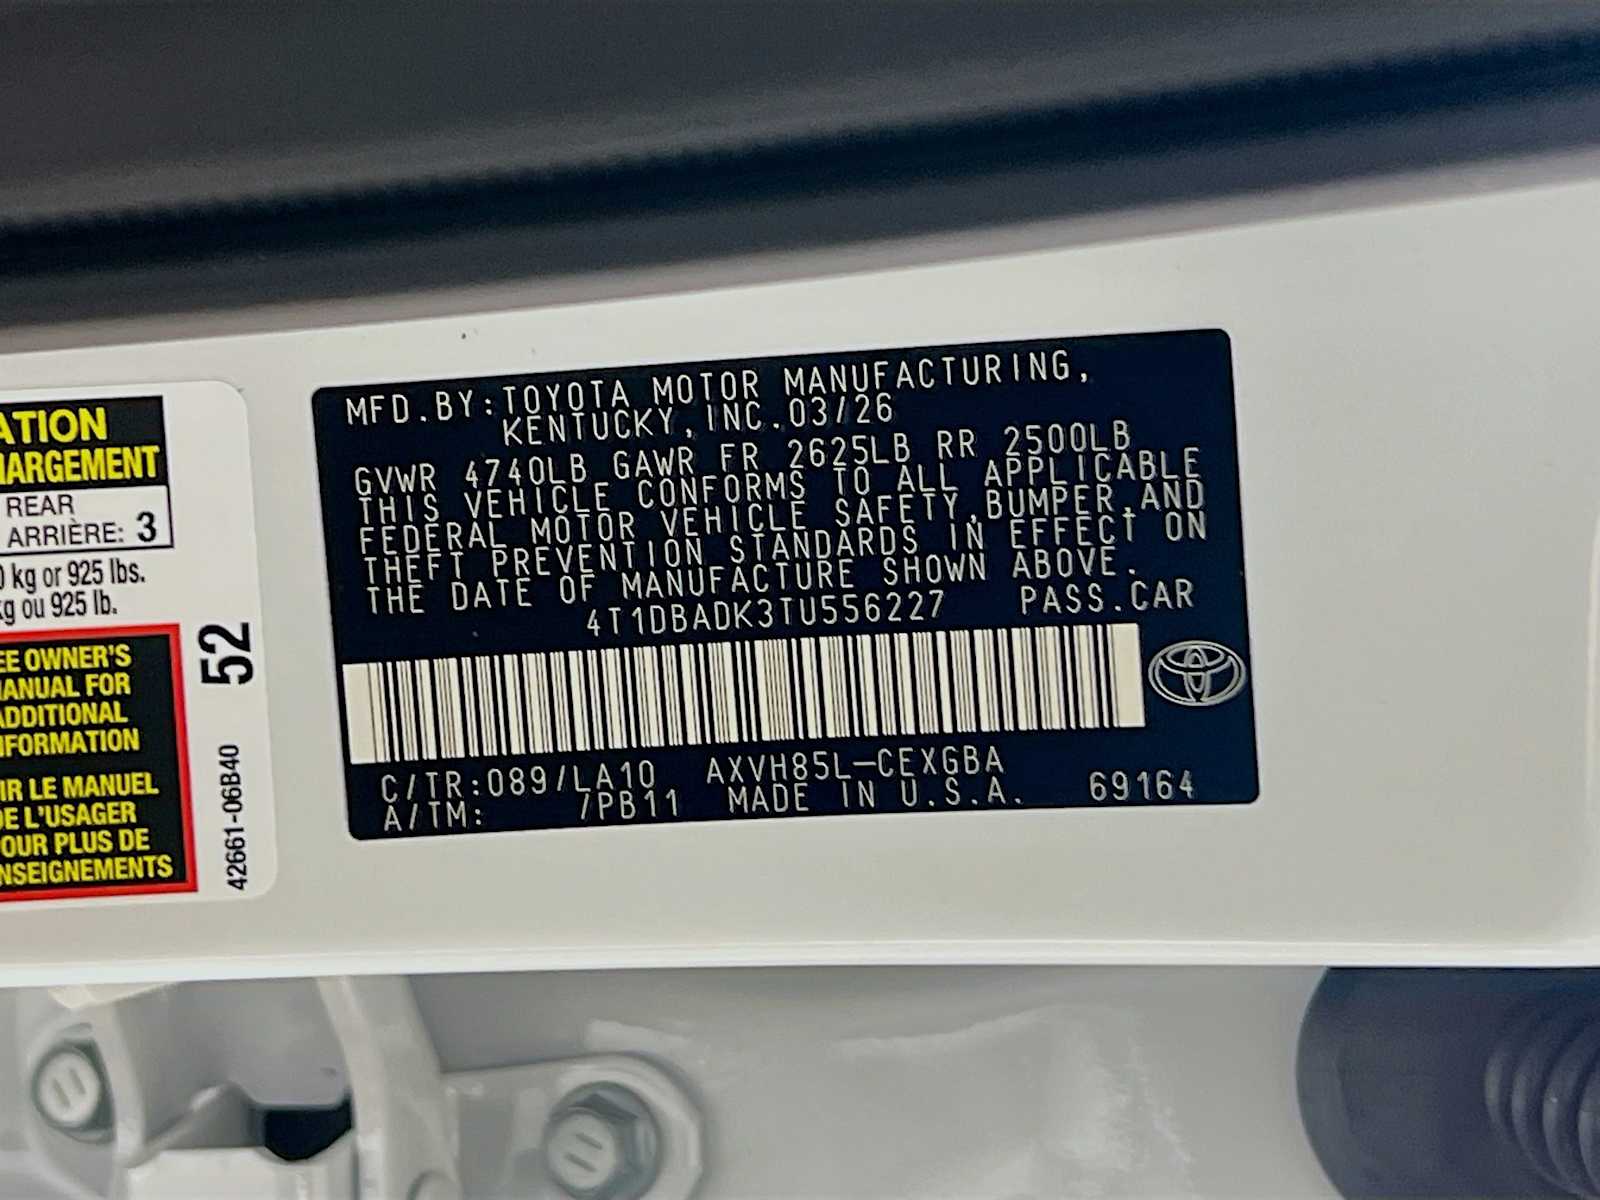 ATION
HARGEMENT
REAR
ARRIÈRE: 3
0 kg or 925 lbs.
kg ou 925 lb.
EE OWNER'S
MANUAL FOR
ADDITIONAL
NFORMATION
IR LE MANUEL
DE L'USAGER
OUR PLUS DE
NSEIGNEMENTS
52
42661-06B40
MFD.BY:TOYOTA MOTOR MANUFACTURING,
KENTUCKY,INC.03/26
GVWR 4740LB GAWR FR 2625LB RR 2500LB
THIS VEHICLE CONFORMS TO ALL APPLICABLE
FEDERAL MOTOR VEHICLE SAFETY,BUMPER,AND
THEFT PREVENTION STANDARDS IN EFFECT ON
THE DATE OF MANUFACTURE SHOWN ABOVE.
4T1DBADK3TU556227 PASS.CAR
C/TR:089/LA10 AXVH85L-CEXGBA
A/TM: /PB11 MADE IN U.S.A. 69164